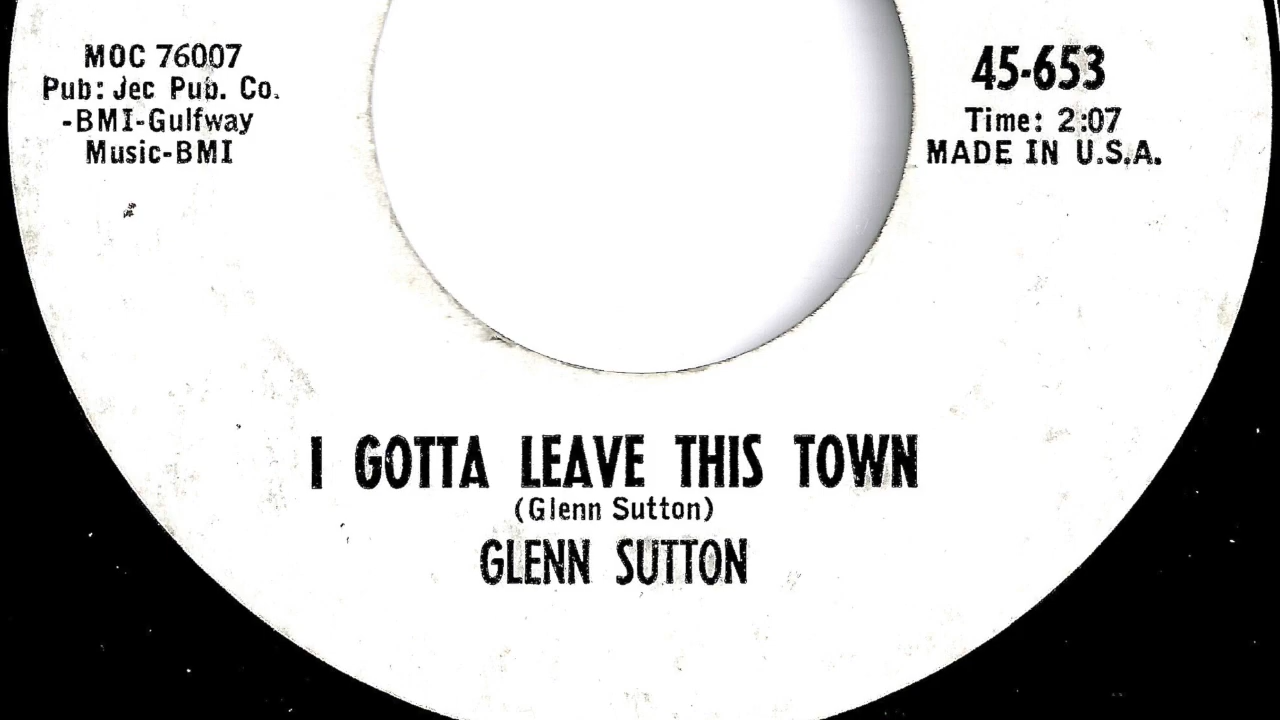 MOC 76007
Pub: Jec Pub. Co.
-BMI-Gulfway
Music-BMI
45-653
Time: 2:07
MADE IN U.S.A.
I GOTTA LEAVE THIS TOWN
(Glenn Sutton)
GLENN SUTTON